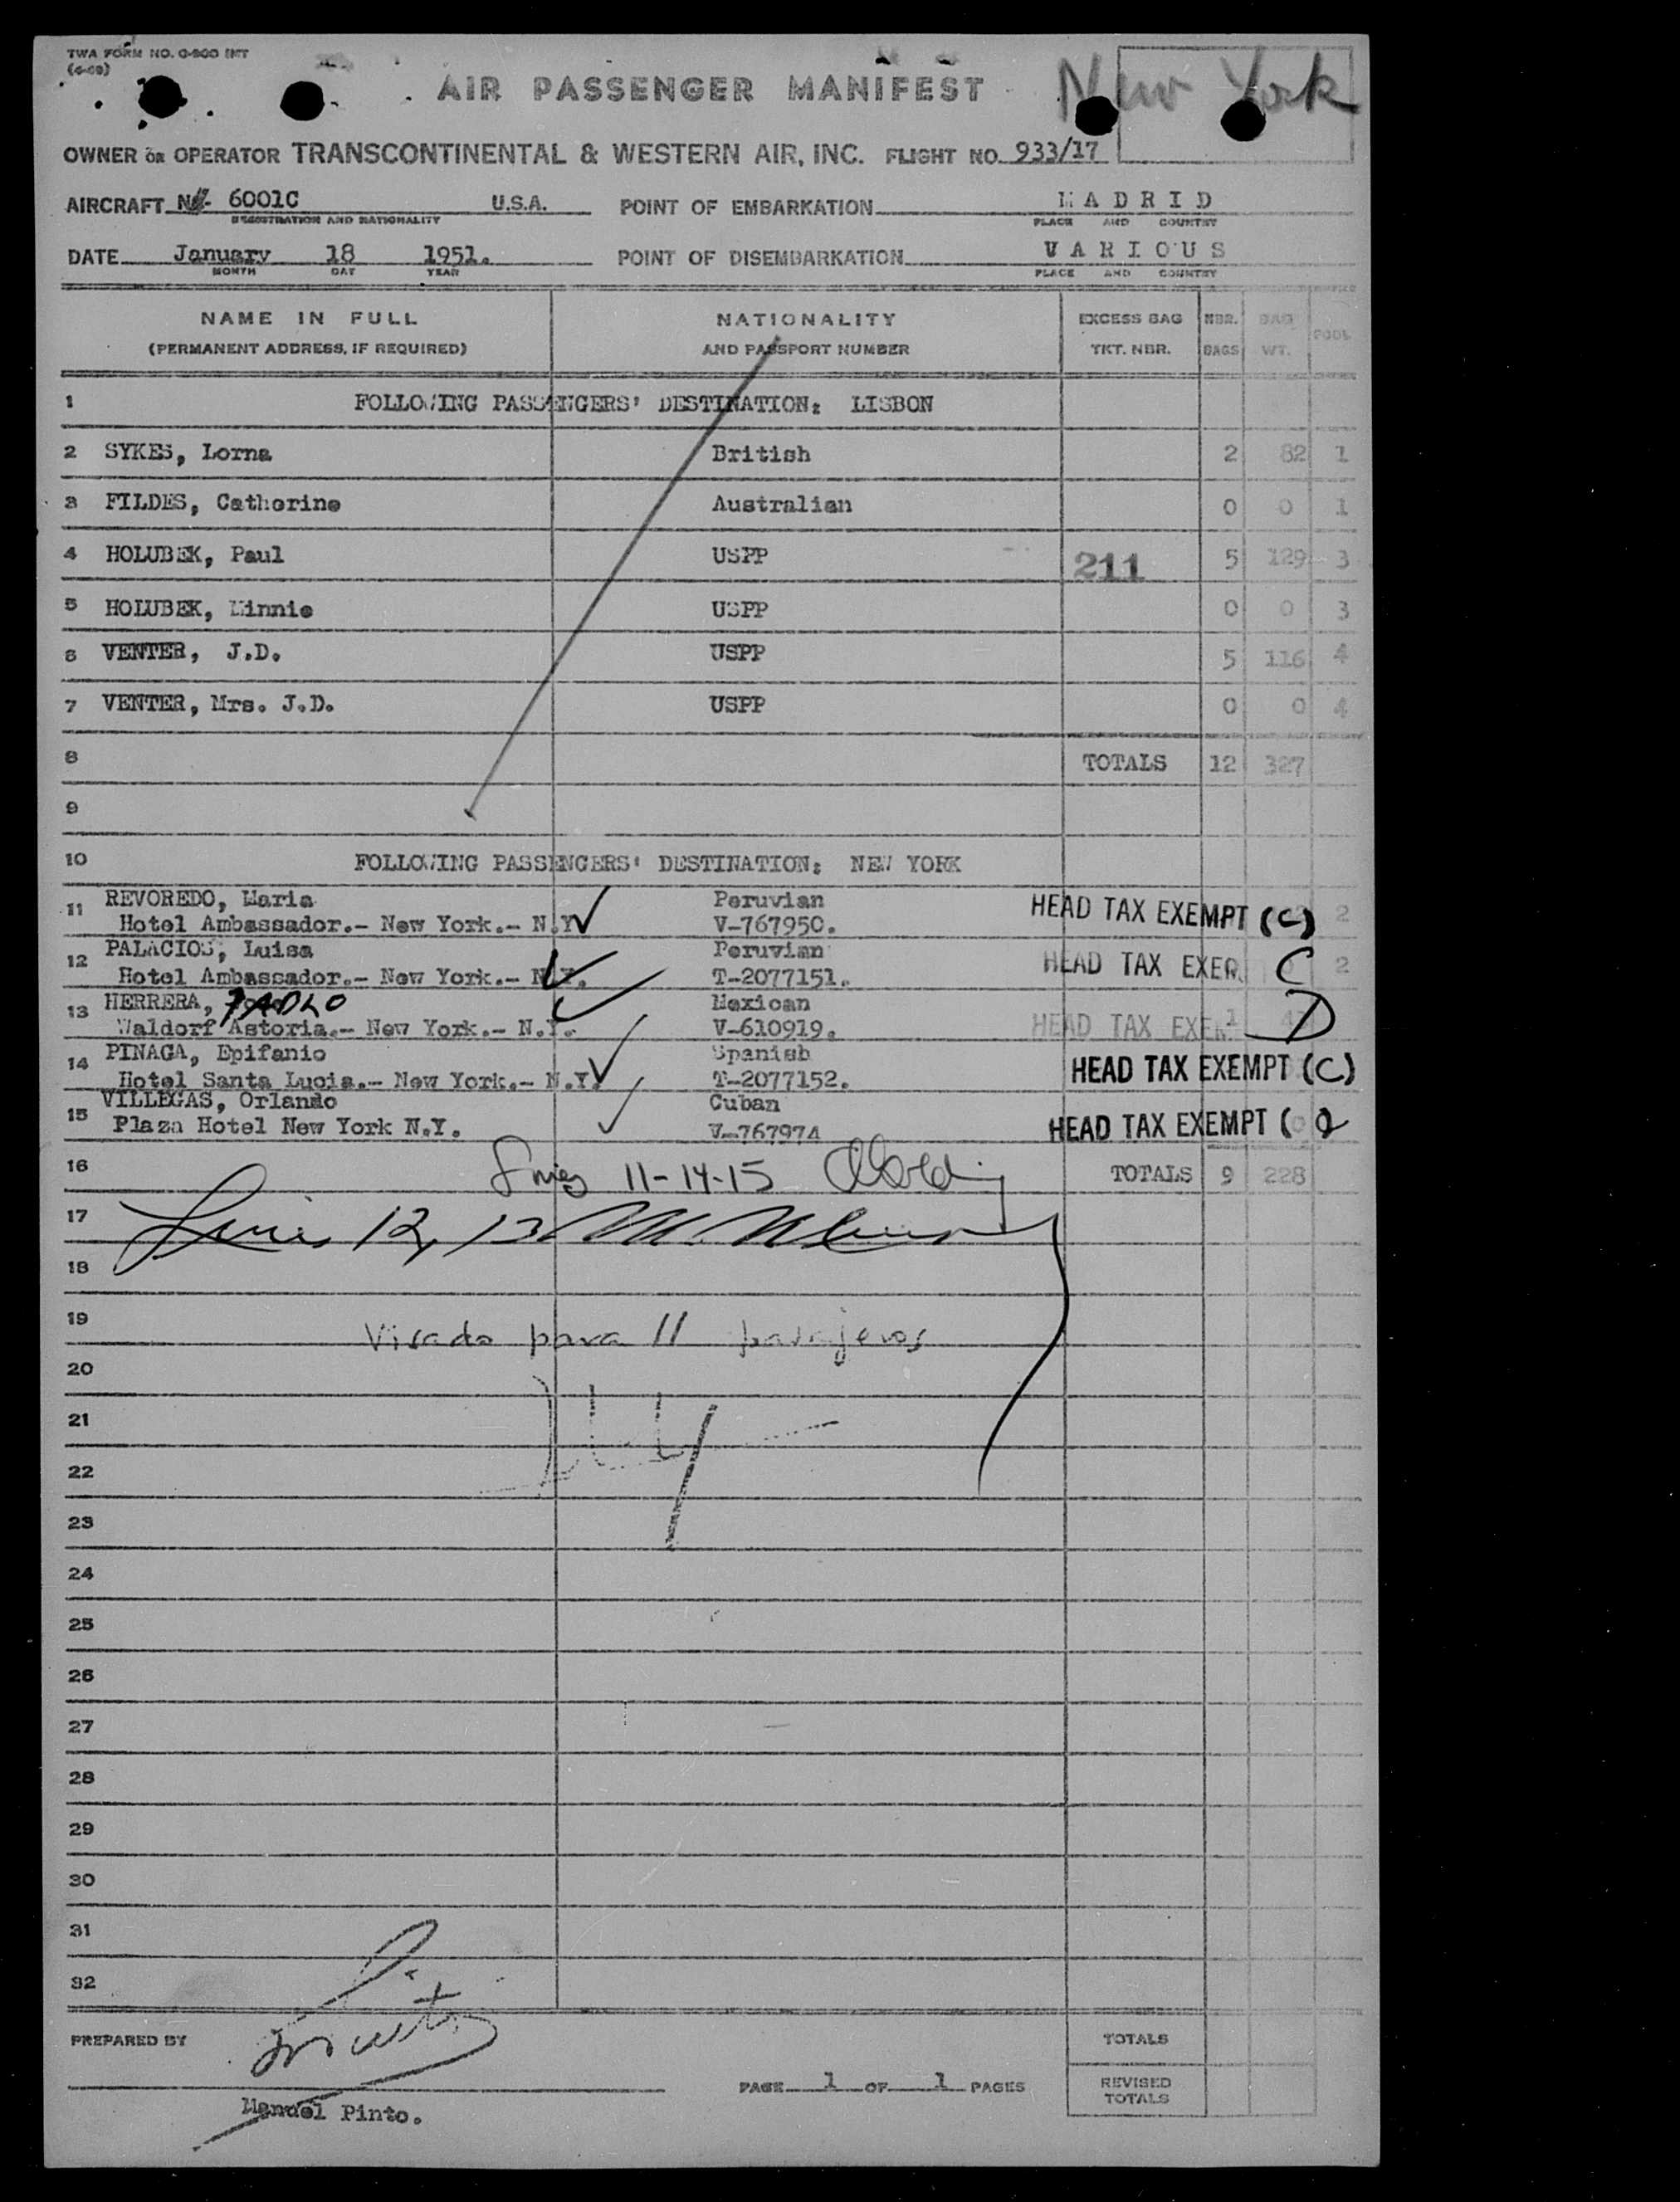 TWA FORM NO. O-900 INT
New York
AIR PASSENGER MANIFEST
OWNER OR OPERATOR TRANSCONTINENTAL & WESTERN AIR, INC. FLIGHT NO. 933/17
AIRCRAFT 6001C U.S.A. POINT OF EMBARKATION MADRID
REGISTRATION AND NATIONALITY PLACE AND COUNTRY
DATE January 18 1951. POINT OF DISEMBARKATION VARIOUS
MONTH DAY YEAR PLACE AND COUNTRY
NAME IN FULL NATIONALITY EXCESS BAG NBR. BAG POOL
(PERMANENT ADDRESS, IF REQUIRED) AND PASSPORT NUMBER TKT. NBR. BAGS WT.
1 FOLLOWING PASSENGERS' DESTINATION: LISBON
2 SYKES, Lorna British 2 82 1
3 FILDES, Catherine Australian 0 0 1
4 HOLUBEK, Paul USPP 211 5 129 3
5 HOLUBEK, Minnie USPP 0 0 3
6 VENTER, J.D. USPP 5 116 4
7 VENTER, Mrs. J.D. USPP 0 0 4
8 TOTALS 12 327
9
10 FOLLOWING PASSENGERS' DESTINATION: NEW YORK
11 REVOREDO, Maria Peruvian HEAD TAX EXEMPT (C) 2
Hotel Ambassador.- New York.- N.Y. V-767950.
12 PALACIOS, Luisa Peruvian HEAD TAX EXER. C 2
Hotel Ambassador.- New York.- N.Y. T-2077151.
13 HERRERA, PABLO Mexican HEAD TAX EXER. 1 D
Waldorf Astoria.- New York.- N.Y. V-610919.
14 PINAGA, Epifanio Spanish HEAD TAX EXEMPT (C)
Hotel Santa Lucia.- New York.- N.Y. T-2077152.
15 VILLEGAS, Orlando Cuban HEAD TAX EXEMPT (
Plaza Hotel New York N.Y. V-767974
16 11-14-15 TOTALS 9 228
17 12, 13
18
19 Visado para 11 pasajeros
20
21
22
23
24
25
26
27
28
29
30
31
32
PREPARED BY Pinto TOTALS
PAGE 1 OF 1 PAGES REVISED TOTALS
Manuel Pinto.